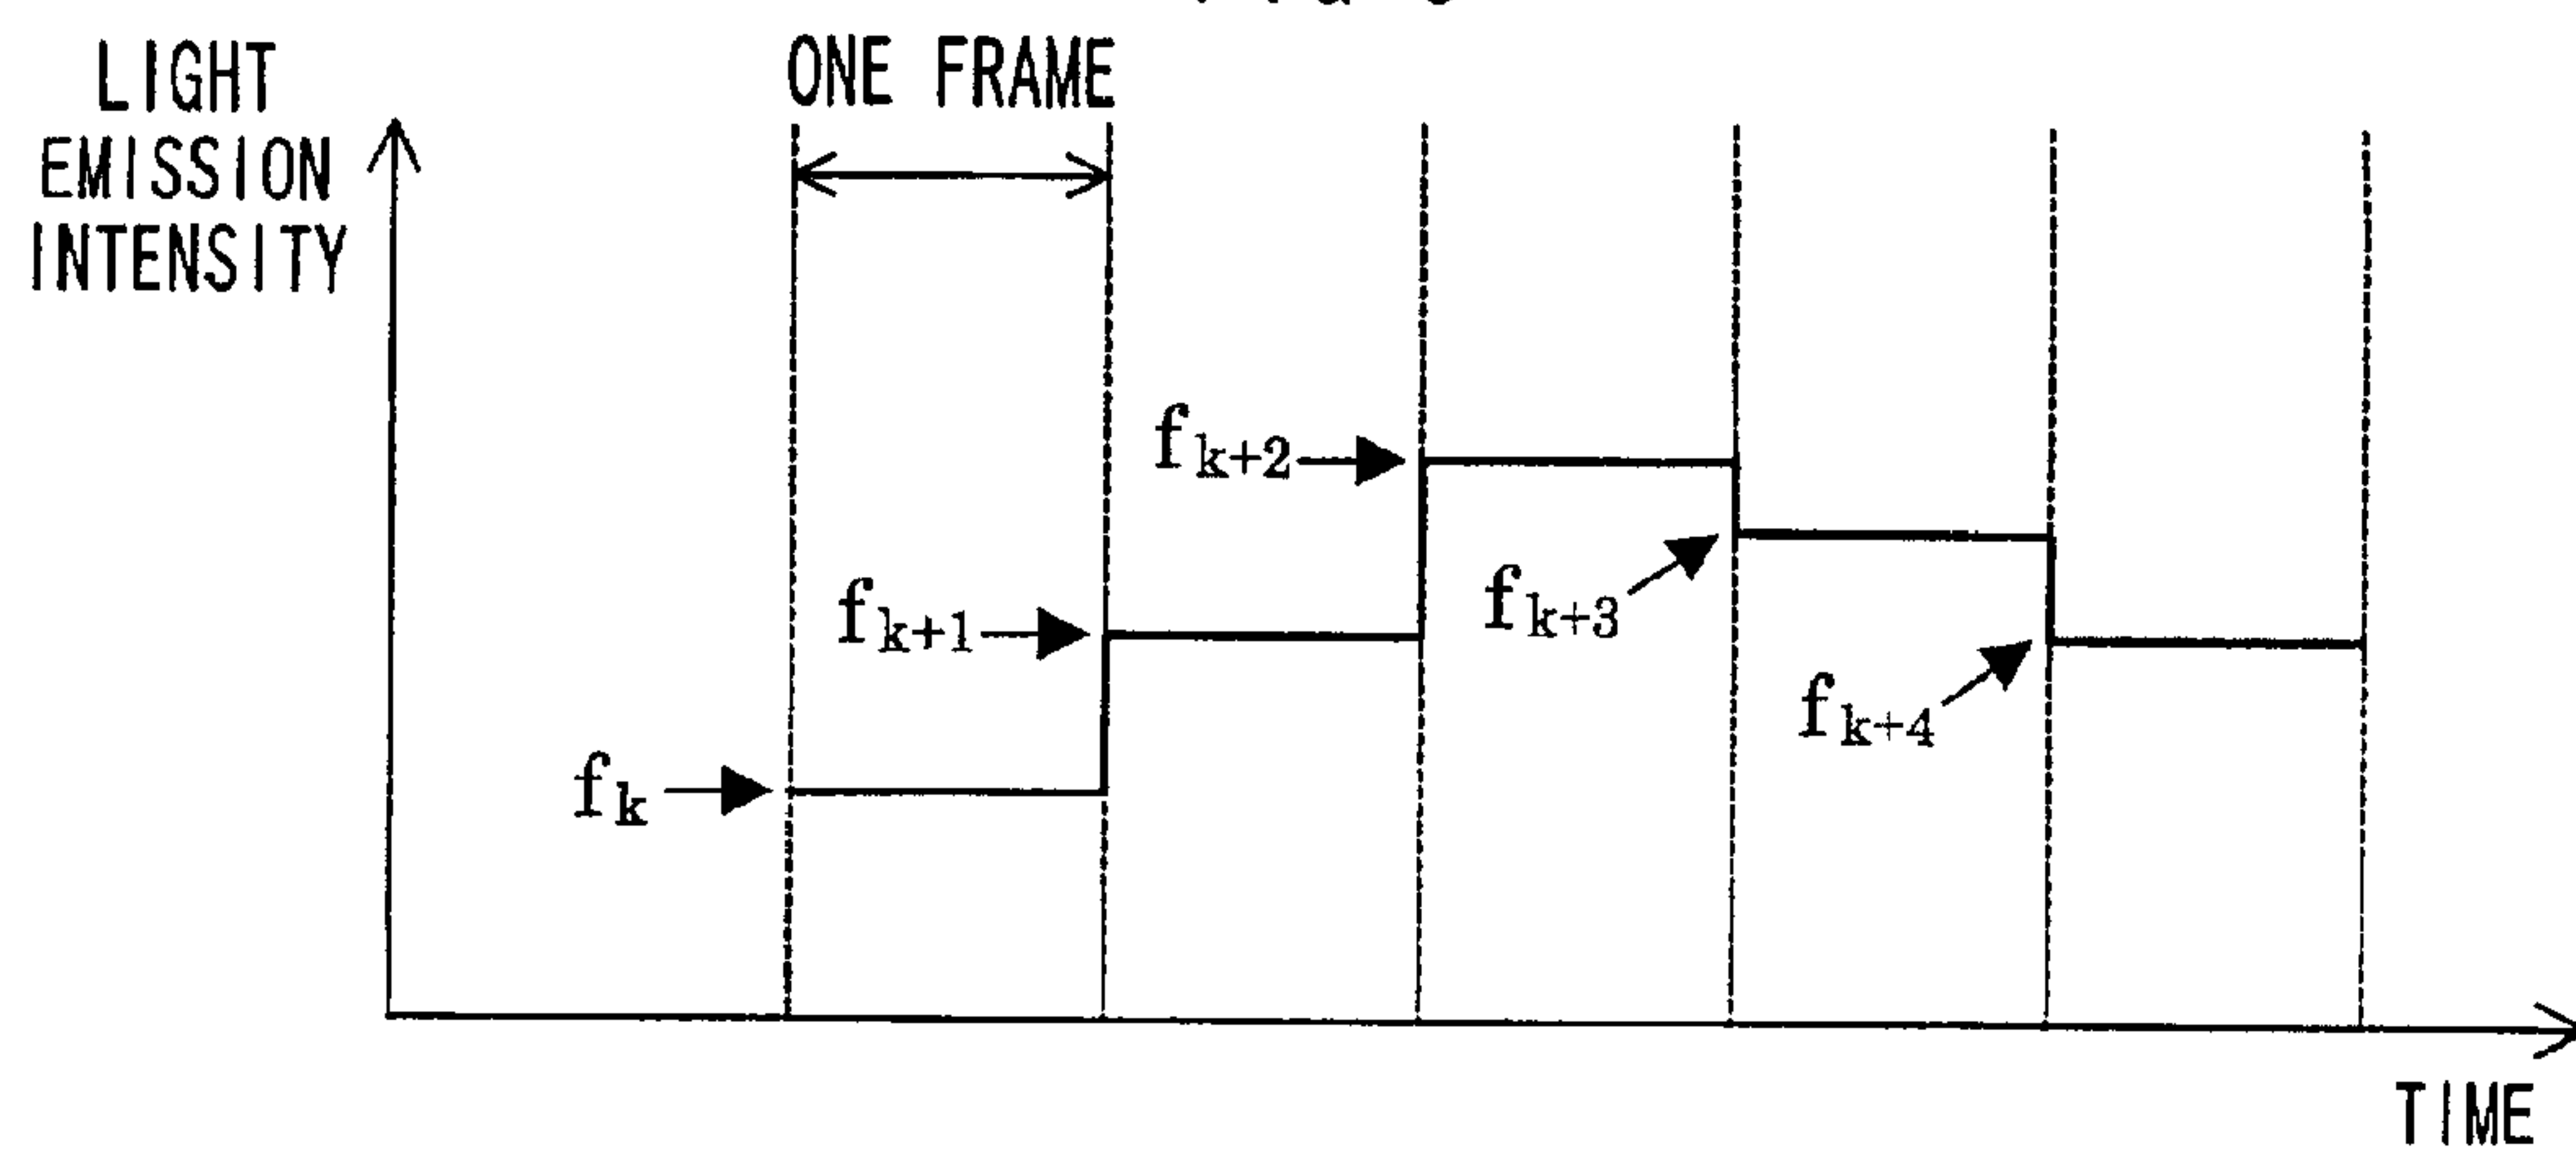 LIGHT
EMISSION
INTENSITY
ONE FRAME
f k+2
f k+3
f k+1
f k+4
f k
TIME